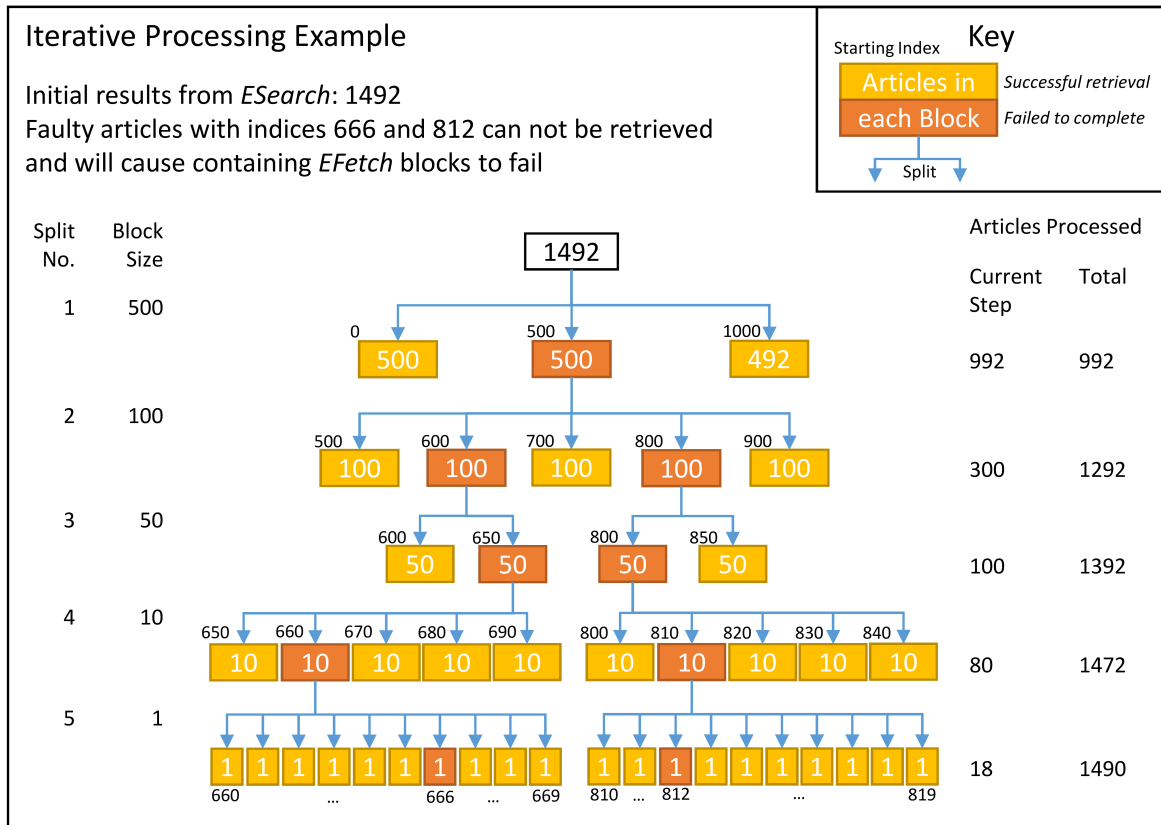 Iterative Processing Example
Initial results from ESearch: 1492
Faulty articles with indices 666 and 812 can not be retrieved
and will cause containing EFetch blocks to fail
Key
Starting Index
Articles in
each Block
Successful retrieval
Failed to complete
Split
Split No.
Block Size
Articles Processed
Current Step
Total
1492
1 500
0 500 1000
500 500 492 992 992
2 100
500 600 700 800 900
100 100 100 100 100 300 1292
3 50
600 650 800 850
50 50 50 50 100 1392
4 10
650 660 670 680 690 800 810 820 830 840
10 10 10 10 10 10 10 10 10 10 80 1472
5 1
1 1 1 1 1 1 1 1 1 1 1 1 1 1 1 1 1 1 1 1 18 1490
660 ... 666 ... 669 810 ... 812 ... 819